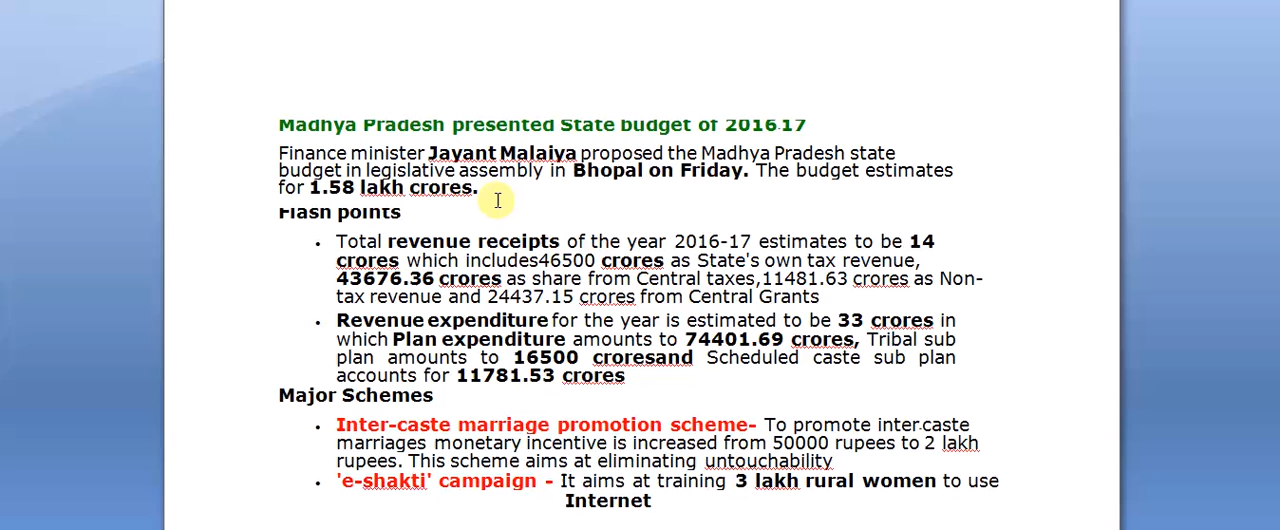 Madhya Pradesh presented State budget of 2016-17
Finance minister Jayant Malaiya proposed the Madhya Pradesh state
budget in legislative assembly in Bhopal on Friday. The budget estimates
for 1.58 lakh crores.
Flash points
• Total revenue receipts of the year 2016-17 estimates to be 14
crores which includes46500 crores as State's own tax revenue,
43676.36 crores as share from Central taxes,11481.63 crores as Non-
tax revenue and 24437.15 crores from Central Grants
• Revenue expenditure for the year is estimated to be 33 crores in
which Plan expenditure amounts to 74401.69 crores, Tribal sub
plan amounts to 16500 croresand Scheduled caste sub plan
accounts for 11781.53 crores
Major Schemes
• Inter-caste marriage promotion scheme- To promote inter-caste
marriages monetary incentive is increased from 50000 rupees to 2 lakh
rupees. This scheme aims at eliminating untouchability
• 'e-shakti' campaign - It aims at training 3 lakh rural women to use
Internet